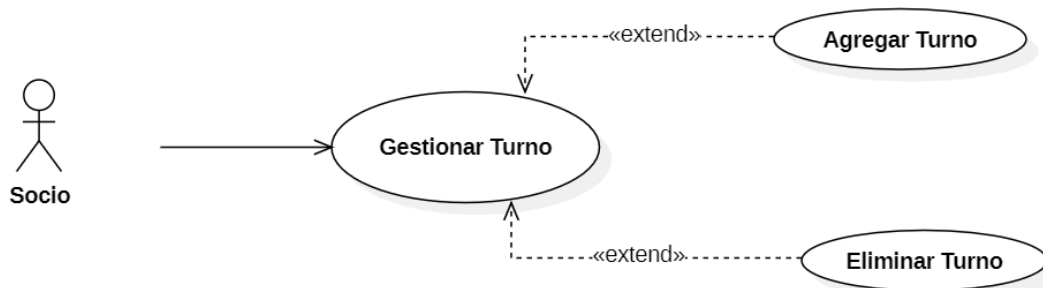 «extend»
Agregar Turno
Gestionar Turno
Socio
«extend»
Eliminar Turno